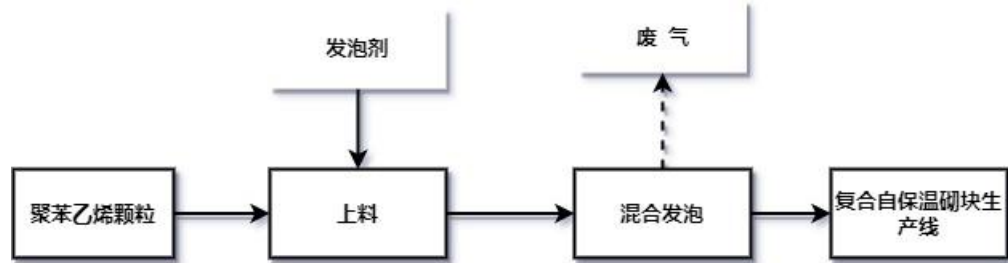 发泡剂
废 气
聚苯乙烯颗粒
上料
混合发泡
复合自保温砌块生
产线